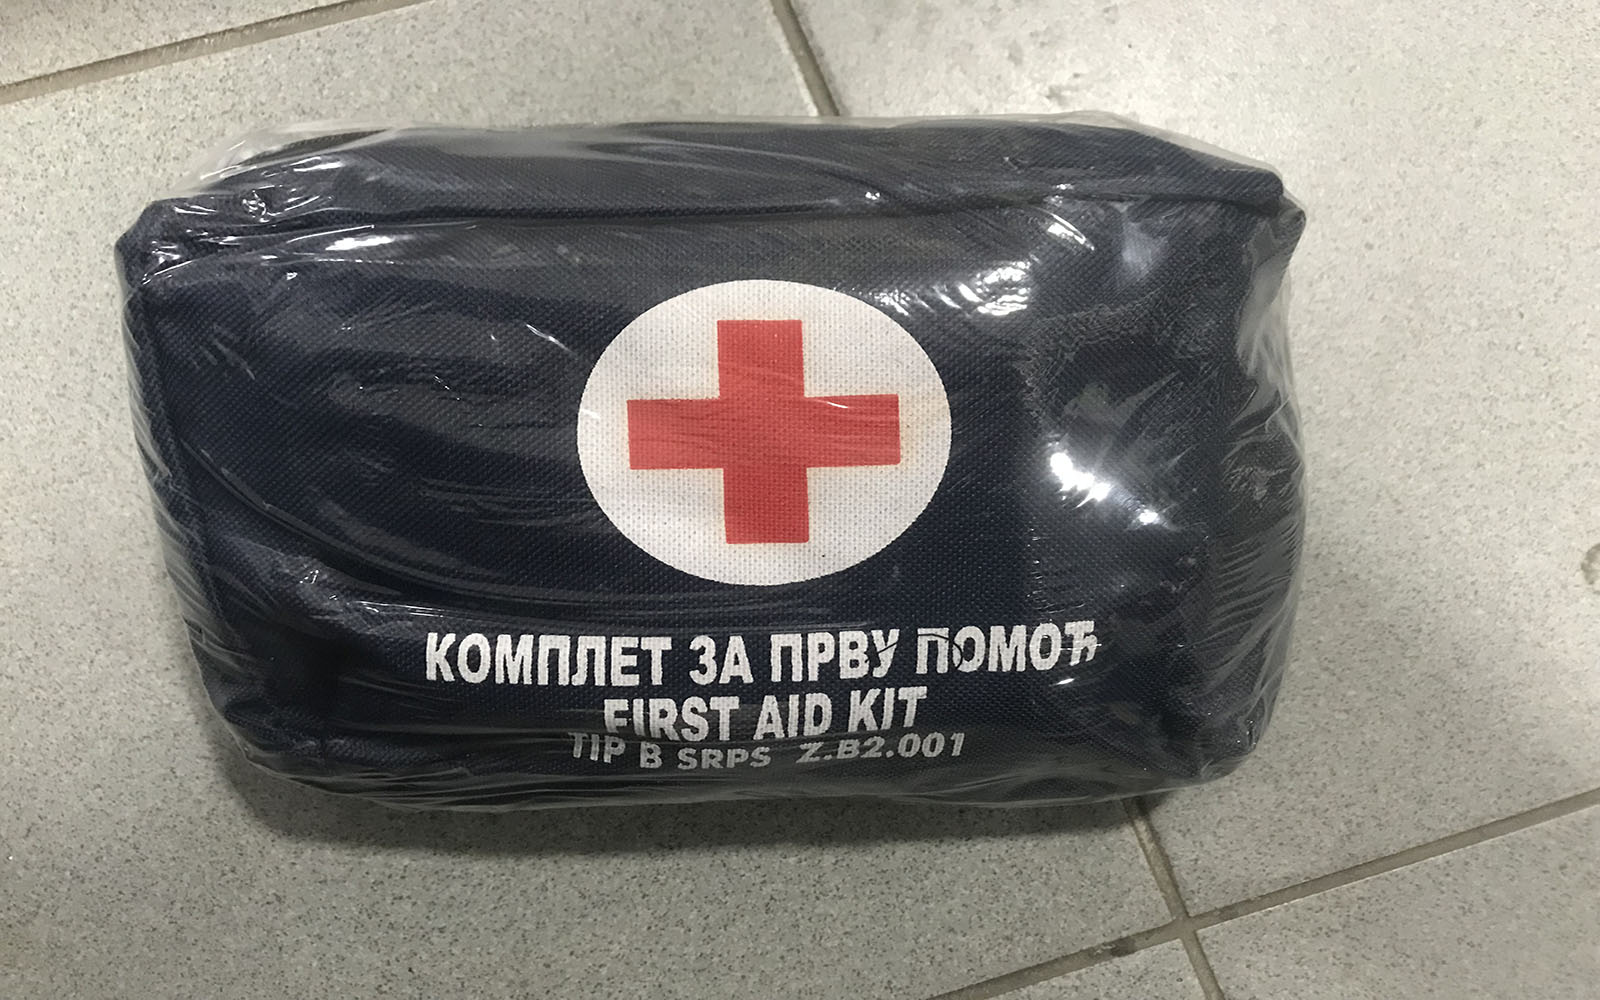 КОМПЛЕТ ЗА ПРВУ ПОМОЋ
FIRST AID KIT
TIP B SRPS Z.B2.001